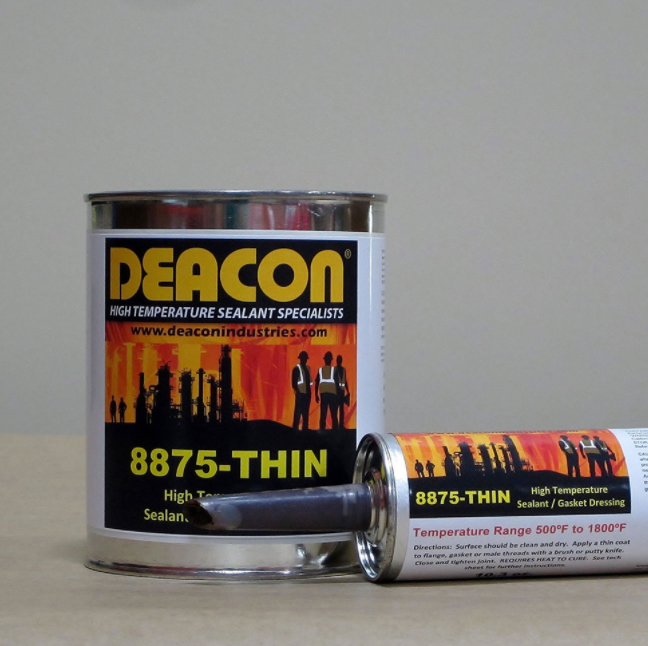 DEACON®
HIGH TEMPERATURE SEALANT SPECIALISTS
www.deaconindustries.com
8875-THIN
High
Sealant
8875-THIN
High Temperature
Sealant / Gasket Dressing
Temperature Range 500°F to 1800°F
Directions: Surface should be clean and dry. Apply a thin coat
to flange, gasket or male threads with a brush or putty knife.
Close and tighten joint. REQUIRES HEAT TO CURE. See tech
sheet for further instructions.